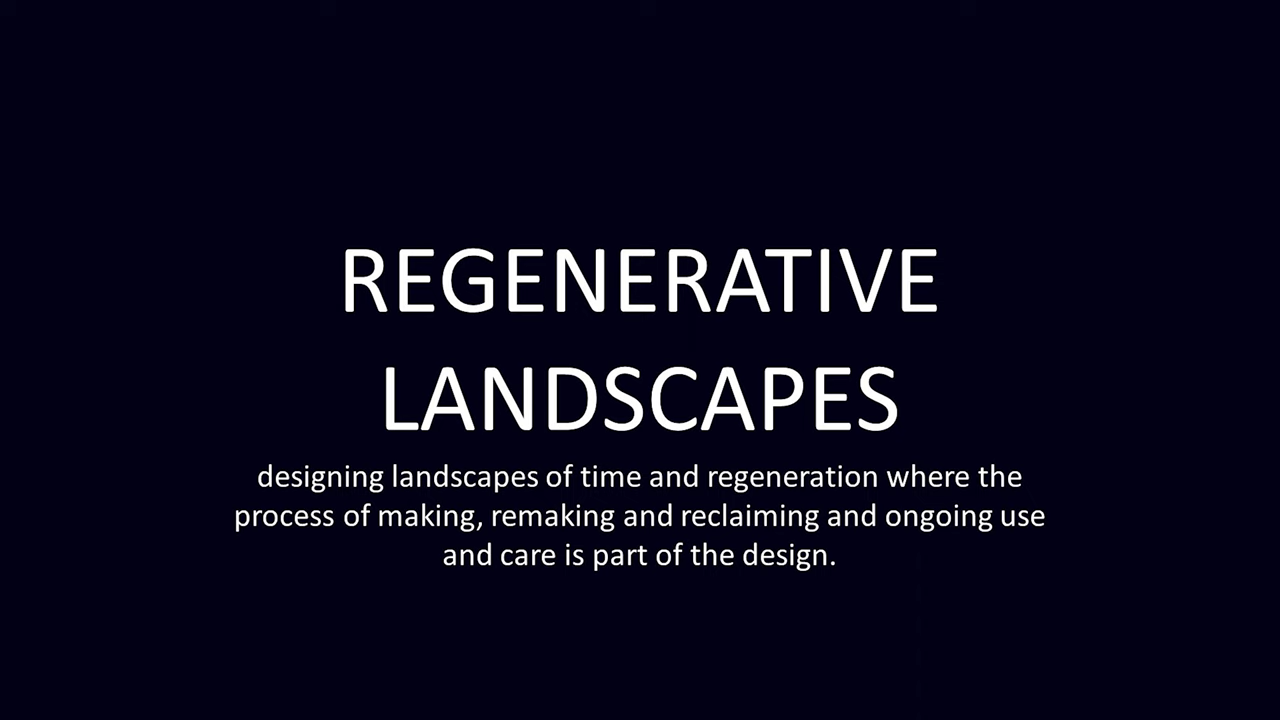 REGENERATIVE
LANDSCAPES
designing landscapes of time and regeneration where the
process of making, remaking and reclaiming and ongoing use
and care is part of the design.